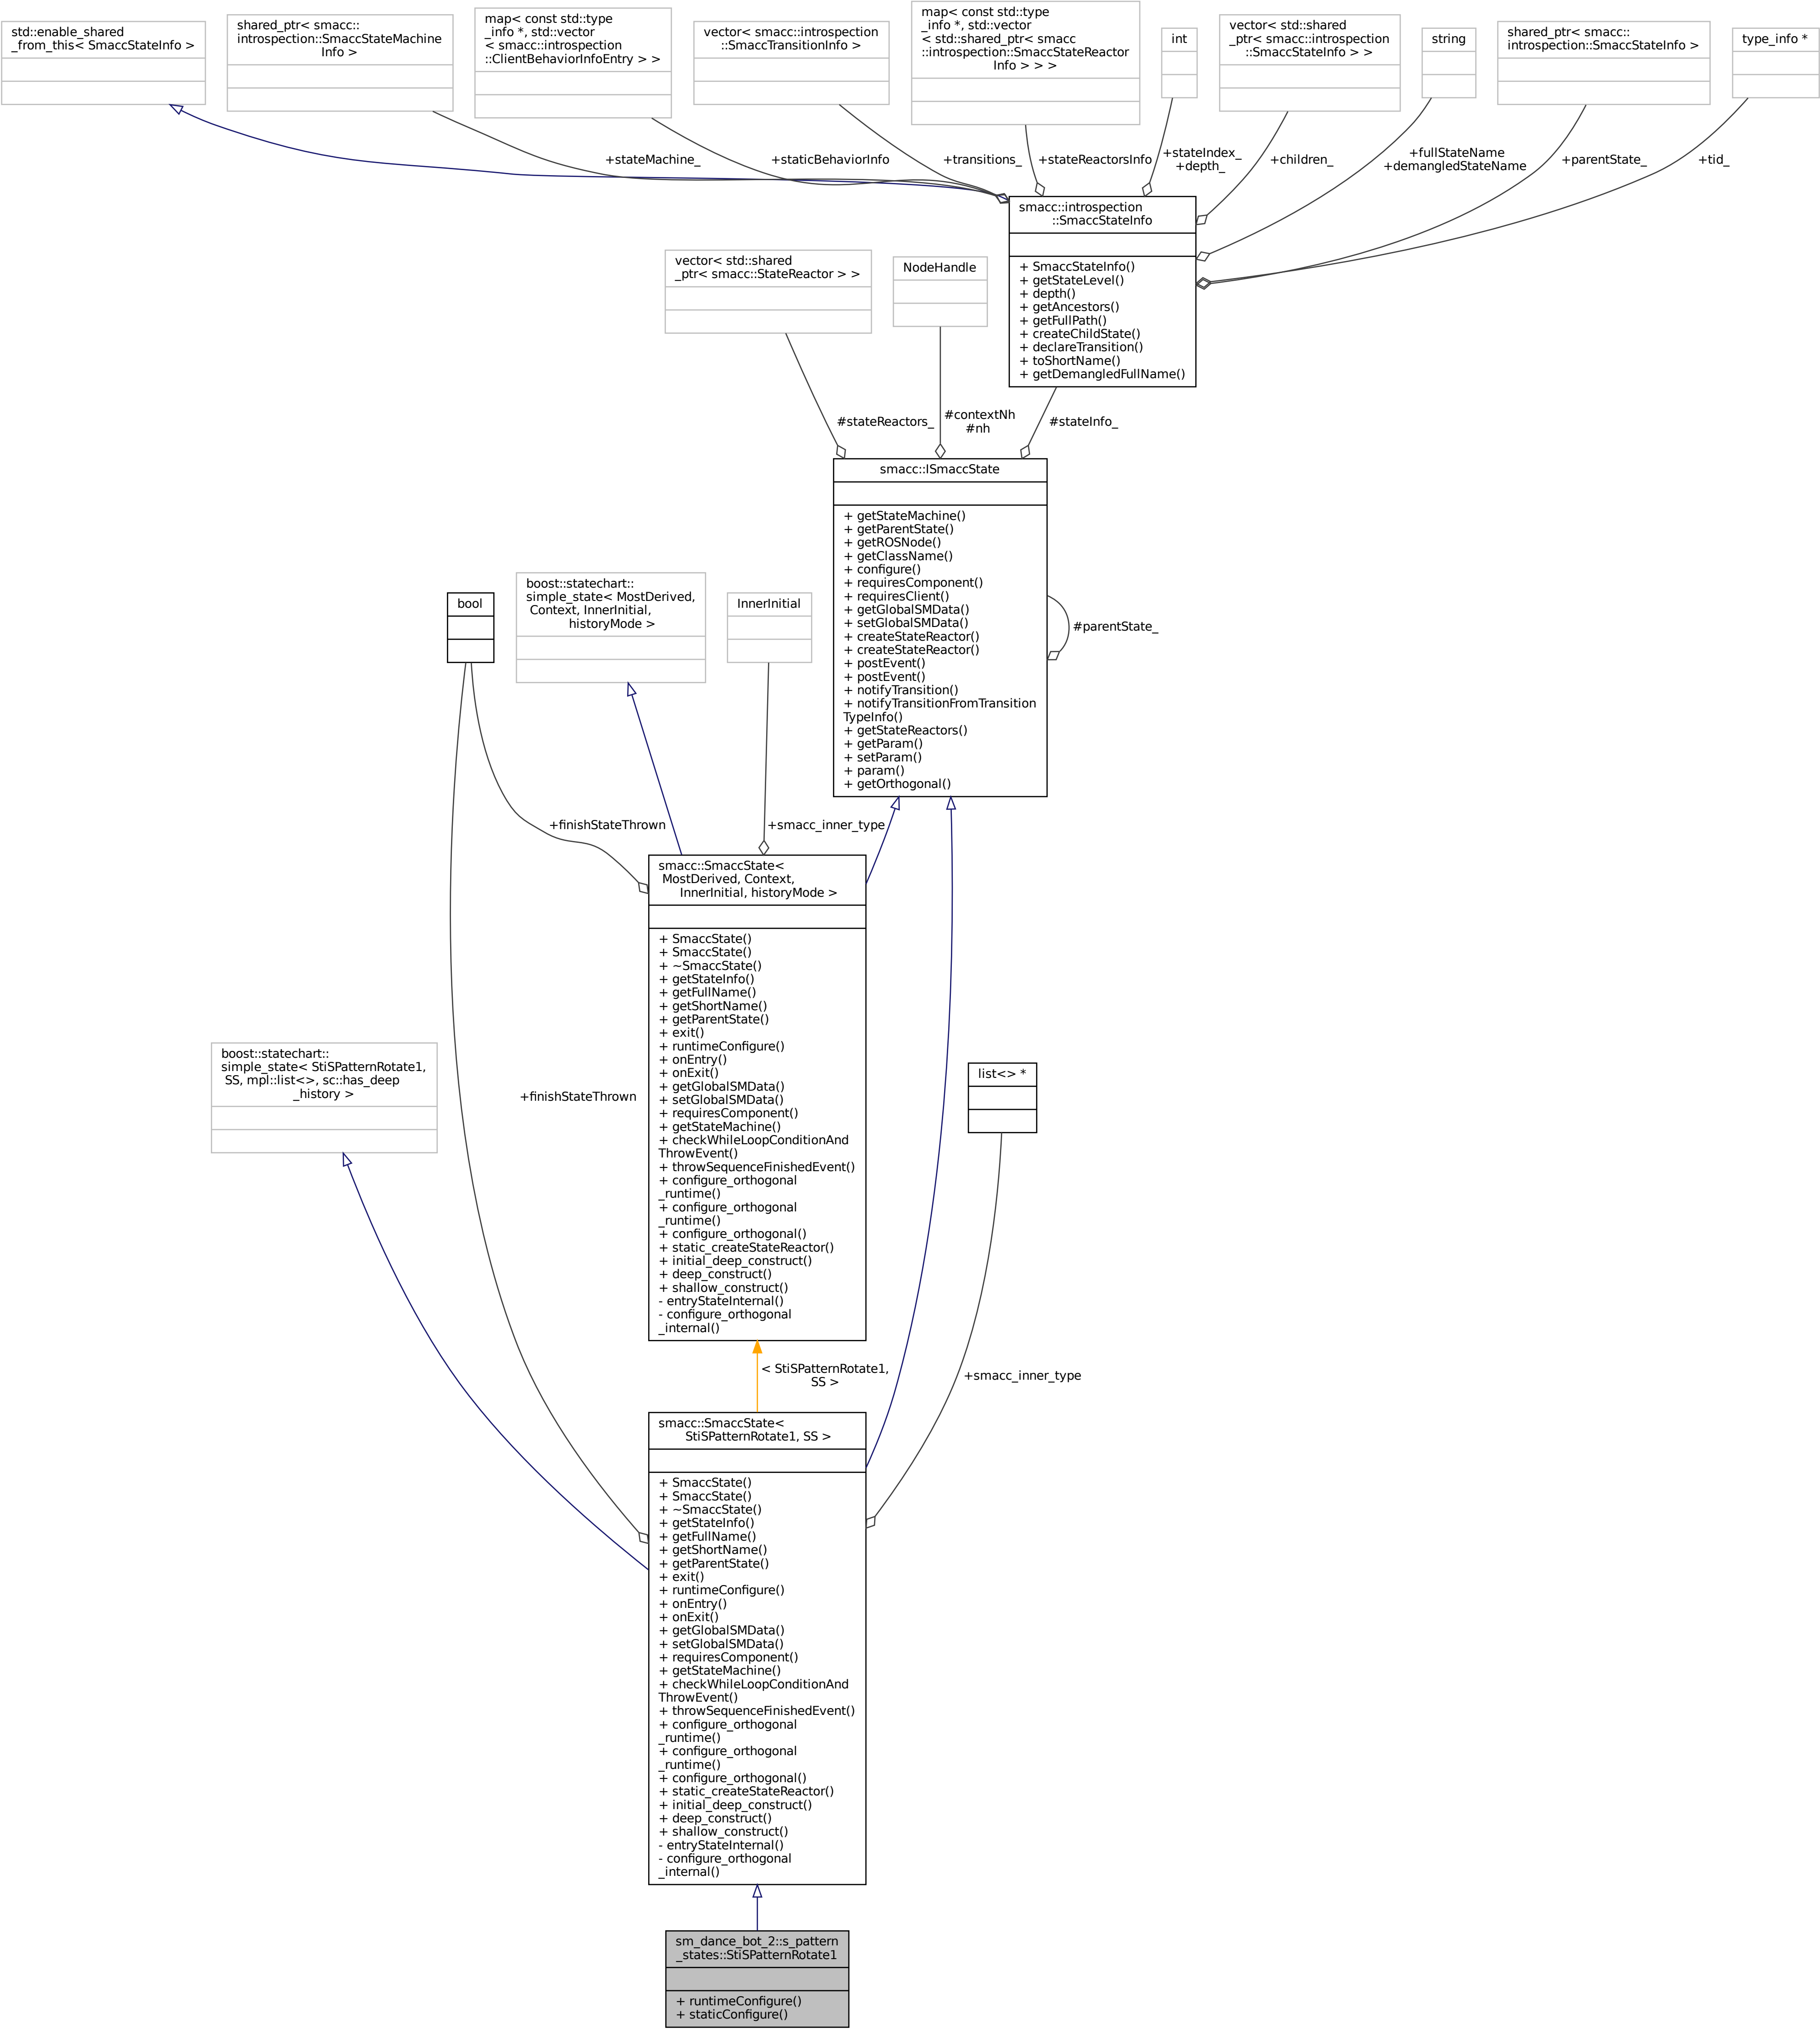 std::enable_shared
_from_this< SmaccStateInfo >
shared_ptr< smacc::
introspection::SmaccStateMachine
Info >
map< const std::type
_info *, std::vector
< smacc::introspection
::ClientBehaviorInfoEntry > >
vector< smacc::introspection
::SmaccTransitionInfo >
map< const std::type
_info *, std::vector
< std::shared_ptr< smacc
::introspection::SmaccStateReactor
Info > > >
int
vector< std::shared
_ptr< smacc::introspection
::SmaccStateInfo > >
string
shared_ptr< smacc::
introspection::SmaccStateInfo >
type_info *
+stateMachine_
+staticBehaviorInfo
+transitions_
+stateReactorsInfo
+stateIndex_
+depth_
+children_
+fullStateName
+demangledStateName
+parentState_
+tid_
smacc::introspection
::SmaccStateInfo
+ SmaccStateInfo()
+ getStateLevel()
+ depth()
+ getAncestors()
+ getFullPath()
+ createChildState()
+ declareTransition()
+ toShortName()
+ getDemangledFullName()
vector< std::shared
_ptr< smacc::StateReactor > >
NodeHandle
#stateReactors_
#contextNh
#nh
#stateInfo_
smacc::ISmaccState
+ getStateMachine()
+ getParentState()
+ getROSNode()
+ getClassName()
+ configure()
+ requiresComponent()
+ requiresClient()
+ getGlobalSMData()
+ setGlobalSMData()
+ createStateReactor()
+ createStateReactor()
+ postEvent()
+ postEvent()
+ notifyTransition()
+ notifyTransitionFromTransition
TypeInfo()
+ getStateReactors()
+ getParam()
+ setParam()
+ param()
+ getOrthogonal()
#parentState_
bool
boost::statechart::
simple_state< MostDerived,
Context, InnerInitial,
historyMode >
InnerInitial
+finishStateThrown
+smacc_inner_type
smacc::SmaccState<
MostDerived, Context,
InnerInitial, historyMode >
+ SmaccState()
+ SmaccState()
+ ~SmaccState()
+ getStateInfo()
+ getFullName()
+ getShortName()
+ getParentState()
+ exit()
+ runtimeConfigure()
+ onEntry()
+ onExit()
+ getGlobalSMData()
+ setGlobalSMData()
+ requiresComponent()
+ getStateMachine()
+ checkWhileLoopConditionAnd
ThrowEvent()
+ throwSequenceFinishedEvent()
+ configure_orthogonal
_runtime()
+ configure_orthogonal
_runtime()
+ configure_orthogonal()
+ static_createStateReactor()
+ initial_deep_construct()
+ deep_construct()
+ shallow_construct()
- entryStateInternal()
- configure_orthogonal
_internal()
boost::statechart::
simple_state< StiSPatternRotate1,
SS, mpl::list<>, sc::has_deep
_history >
+finishStateThrown
list<> *
< StiSPatternRotate1,
SS >
+smacc_inner_type
smacc::SmaccState<
StiSPatternRotate1, SS >
+ SmaccState()
+ SmaccState()
+ ~SmaccState()
+ getStateInfo()
+ getFullName()
+ getShortName()
+ getParentState()
+ exit()
+ runtimeConfigure()
+ onEntry()
+ onExit()
+ getGlobalSMData()
+ setGlobalSMData()
+ requiresComponent()
+ getStateMachine()
+ checkWhileLoopConditionAnd
ThrowEvent()
+ throwSequenceFinishedEvent()
+ configure_orthogonal
_runtime()
+ configure_orthogonal
_runtime()
+ configure_orthogonal()
+ static_createStateReactor()
+ initial_deep_construct()
+ deep_construct()
+ shallow_construct()
- entryStateInternal()
- configure_orthogonal
_internal()
sm_dance_bot_2::s_pattern
_states::StiSPatternRotate1
+ runtimeConfigure()
+ staticConfigure()